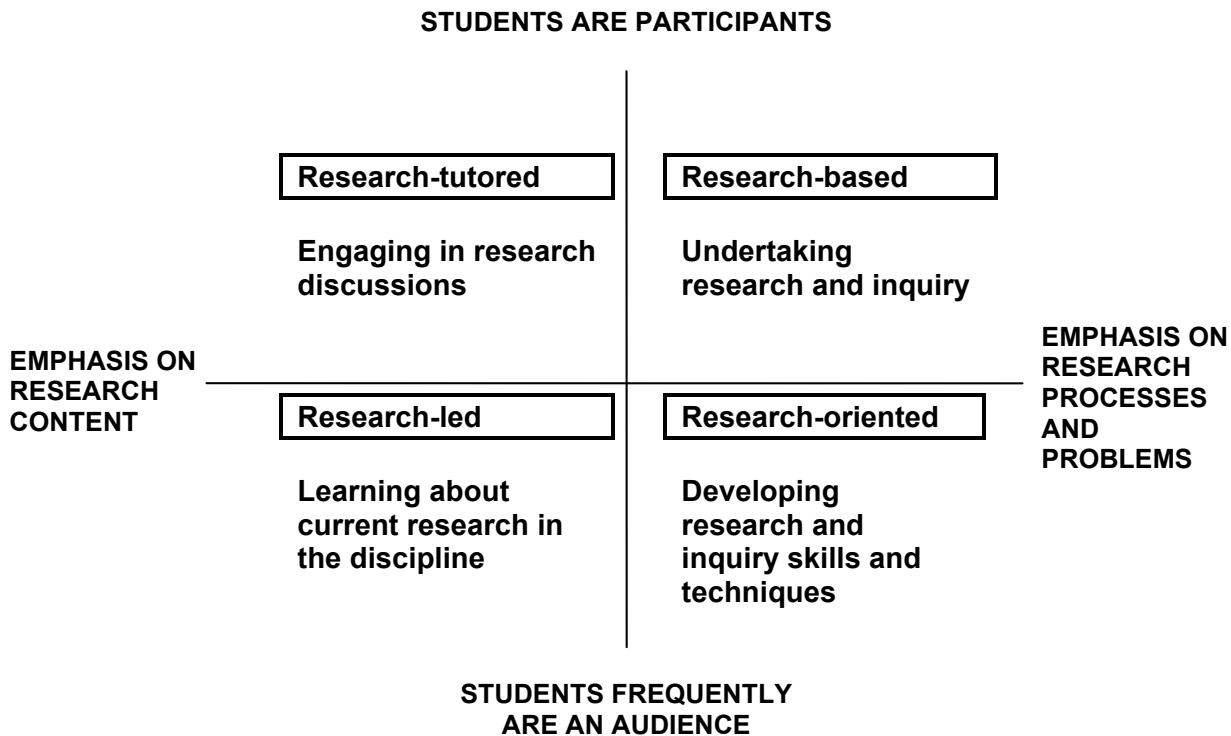 STUDENTS ARE PARTICIPANTS
Research-tutored
Research-based
Engaging in research
discussions
Undertaking
research and inquiry
EMPHASIS ON
RESEARCH
CONTENT
EMPHASIS ON
RESEARCH
PROCESSES
AND
PROBLEMS
Research-led
Research-oriented
Learning about
current research in
the discipline
Developing
research and
inquiry skills and
techniques
STUDENTS FREQUENTLY
ARE AN AUDIENCE